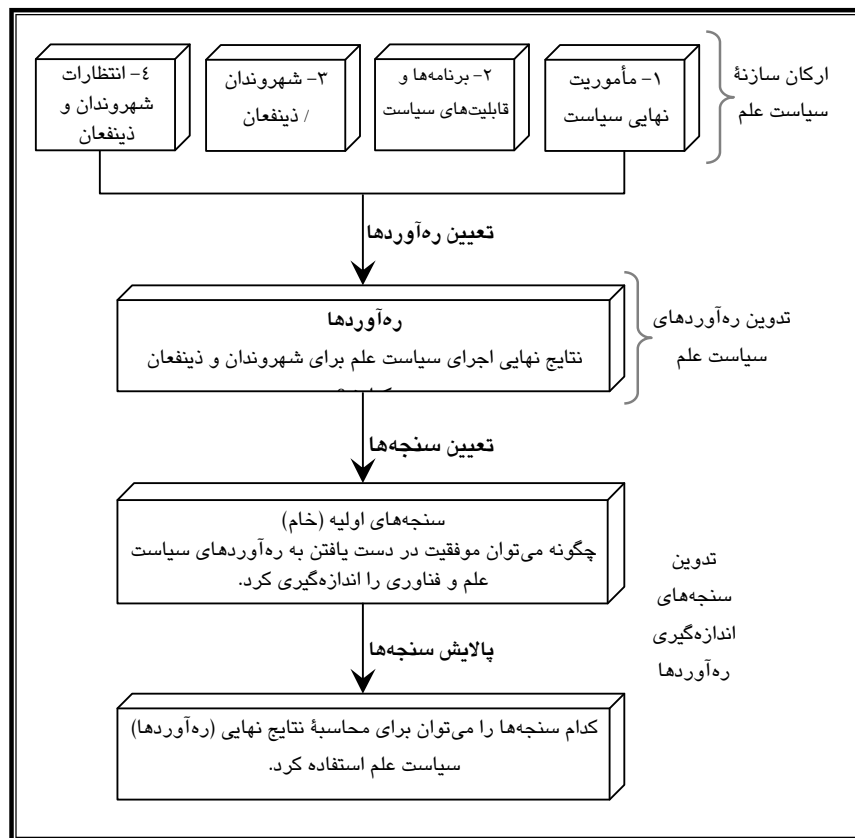 ارکان سازنهٔ
سیاست علم
۱- مأموریت
نهایی سیاست
۲- برنامه‌ها و
قابلیت‌های سیاست
۳- شهروندان
/ ذینفعان
٤- انتظارات
شهروندان و
ذینفعان
تعیین ره‌آوردها
ره‌آوردها
نتایج نهایی اجرای سیاست علم برای شهروندان و ذینفعان
تدوین ره‌آوردهای
سیاست علم
تعیین سنجه‌ها
سنجه‌های اولیه (خام)
چگونه می‌توان موفقیت در دست یافتن به ره‌آوردهای سیاست
علم و فناوری را اندازه‌گیری کرد.
تدوین
سنجه‌های
اندازه‌گیری
ره‌آوردها
پالایش سنجه‌ها
کدام سنجه‌ها را می‌توان برای محاسبهٔ نتایج نهایی (ره‌آوردها)
سیاست علم استفاده کرد.